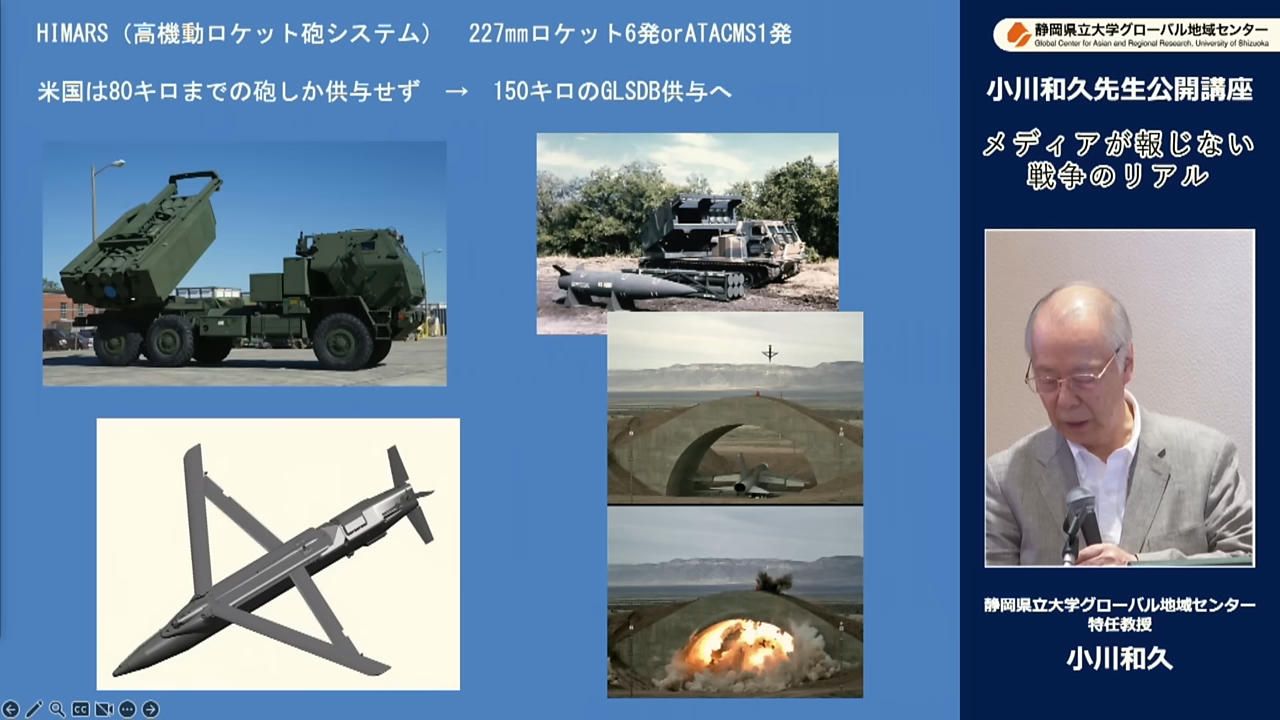 HIMARS（高機動ロケット砲システム） 227mmロケット6発orATACMS1発
米国は80キロまでの砲しか供与せず → 150キロのGLSDB供与へ
静岡県立大学グローバル地域センター
Global Center for Asian and Regional Research, University of Shizuoka
小川和久先生公開講座
メディアが報じない
戦争のリアル
静岡県立大学グローバル地域センター
特任教授
小川和久
CC